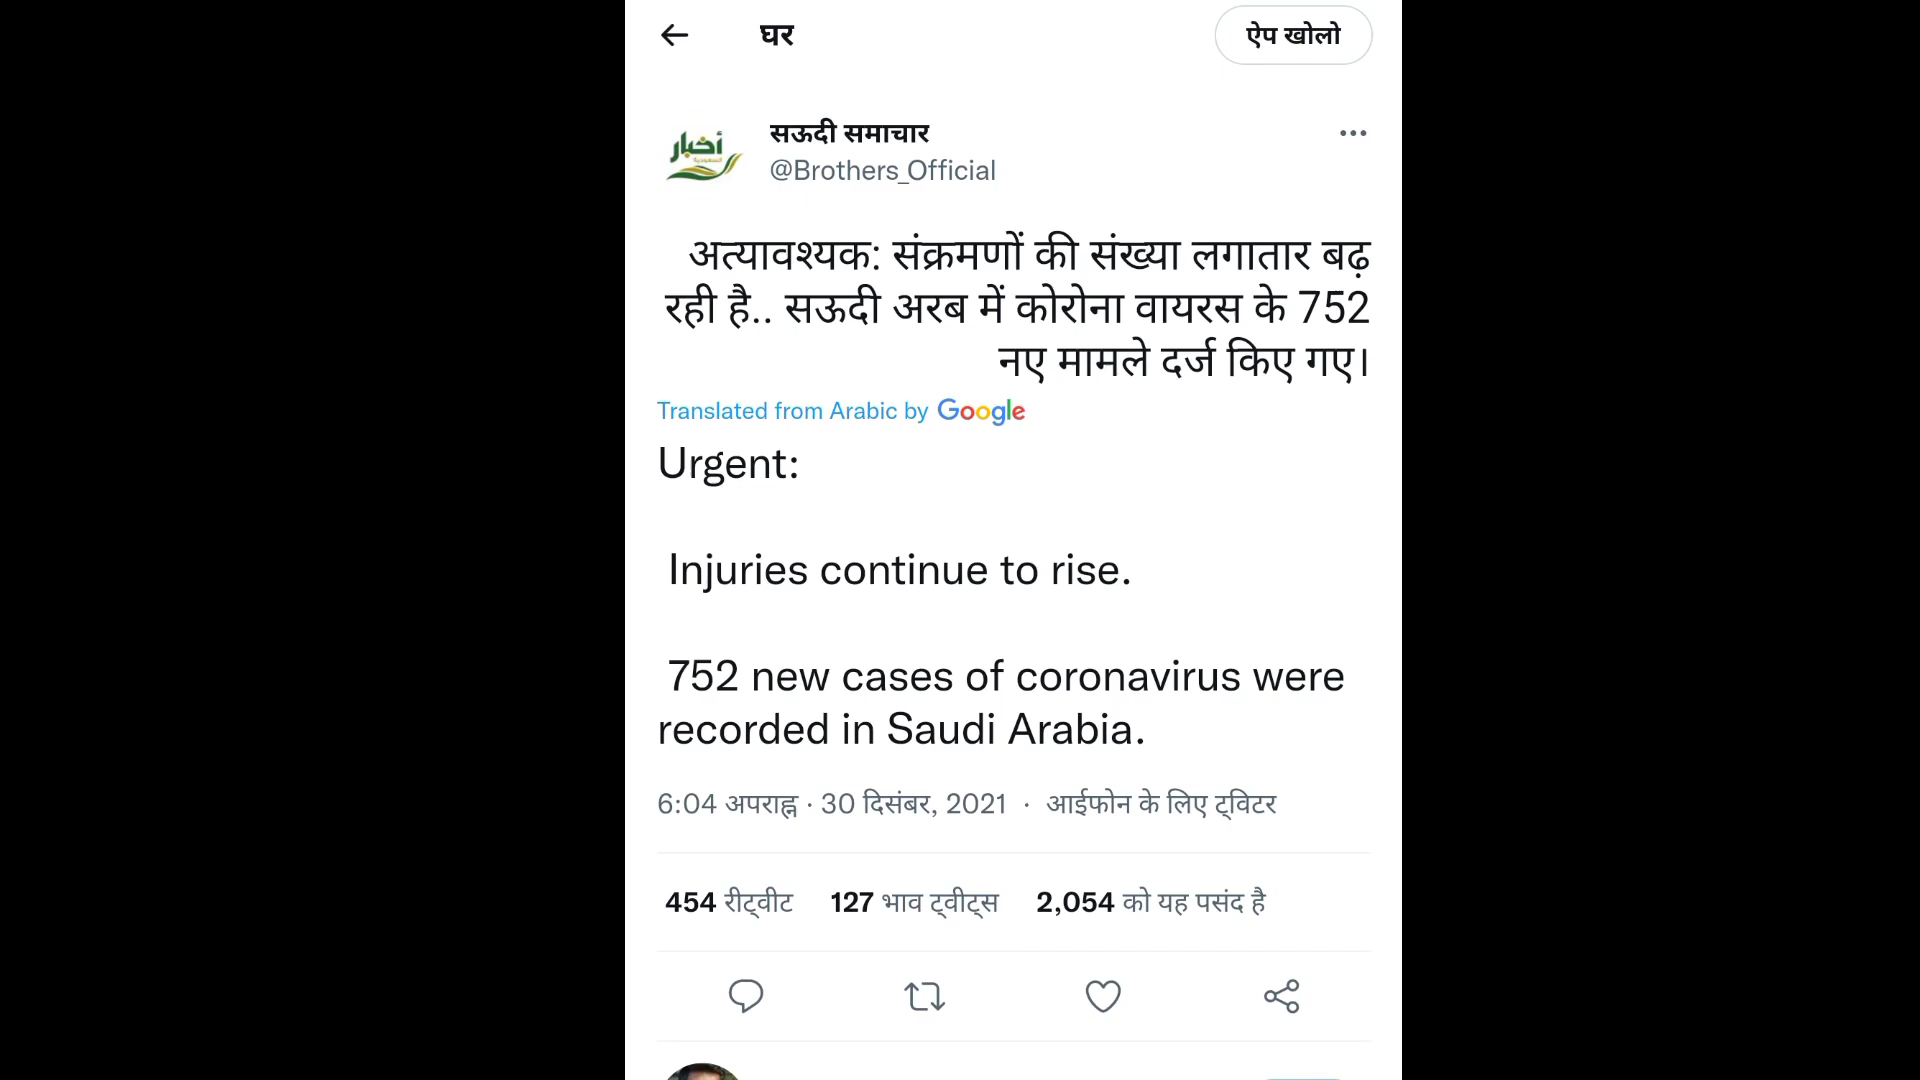 घर
ऐप खोलो
أخبار
السعودية
सऊदी समाचार
@Brothers_Official
अत्यावश्यक: संक्रमणों की संख्या लगातार बढ़
रही है.. सऊदी अरब में कोरोना वायरस के 752
नए मामले दर्ज किए गए।
Translated from Arabic by Google
Urgent:
Injuries continue to rise.
752 new cases of coronavirus were
recorded in Saudi Arabia.
6:04 अपराह्न · 30 दिसंबर, 2021 · आईफोन के लिए ट्विटर
454 रीट्वीट 127 भाव ट्वीट्स 2,054 को यह पसंद है